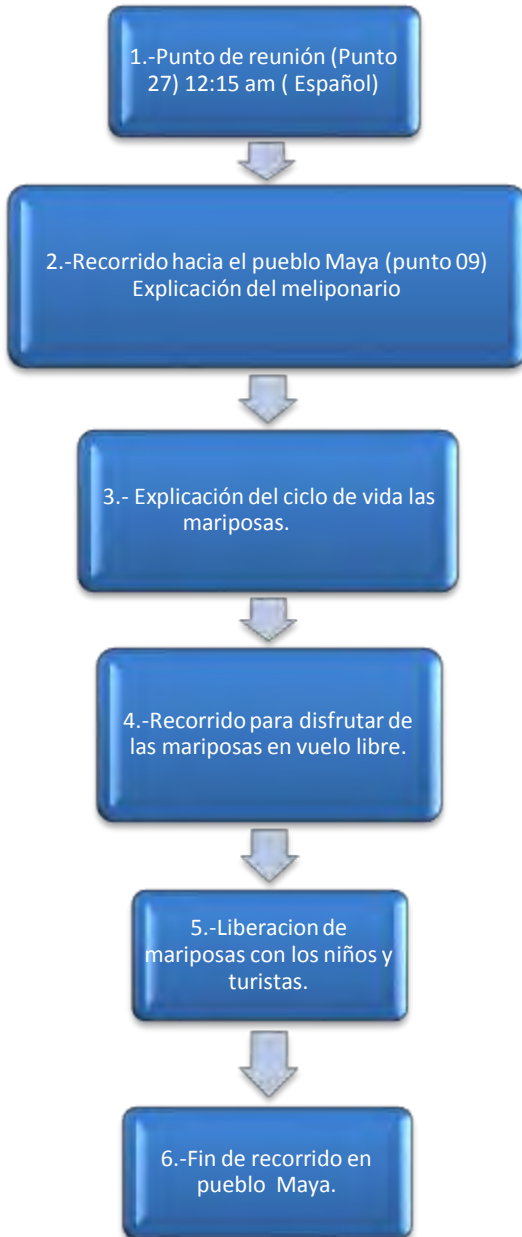 1.-Punto de reunión (Punto
27) 12:15 am ( Español)
2.-Recorrido hacia el pueblo Maya (punto 09)
Explicación del meliponario
3.- Explicación del ciclo de vida las
mariposas.
4.-Recorrido para disfrutar de
las mariposas en vuelo libre.
5.-Liberacion de
mariposas con los niños y
turistas.
6.-Fin de recorrido en
pueblo Maya.